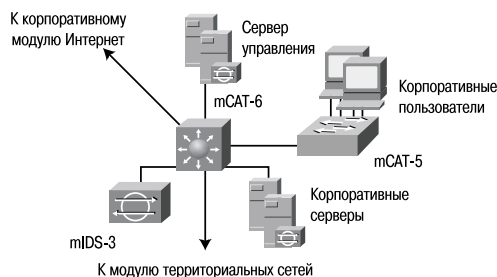 К корпоративному
модулю Интернет
Сервер
управления
mCAT-6
Корпоративные
пользователи
mCAT-5
Корпоративные
серверы
mIDS-3
К модулю территориальных сетей